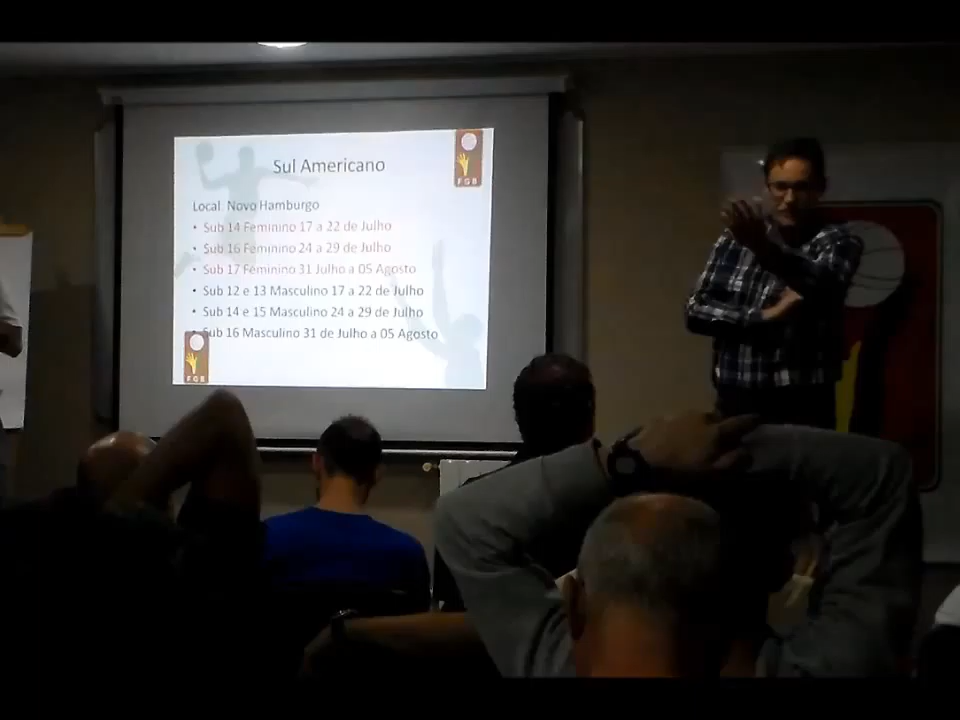 Sul Americano
FGB
Local Novo Hamburgo
• Sub 14 Feminino 17 a 22 de Julho
• Sub 16 Feminino 24 a 29 de Julho
• Sub 17 Feminino 31 Julho a 05 Agosto
• Sub 12 e 13 Masculino 17 a 22 de Julho
• Sub 14 e 15 Masculino 24 a 29 de Julho
• Sub 16 Masculino 31 de Julho a 05 Agosto
FGB